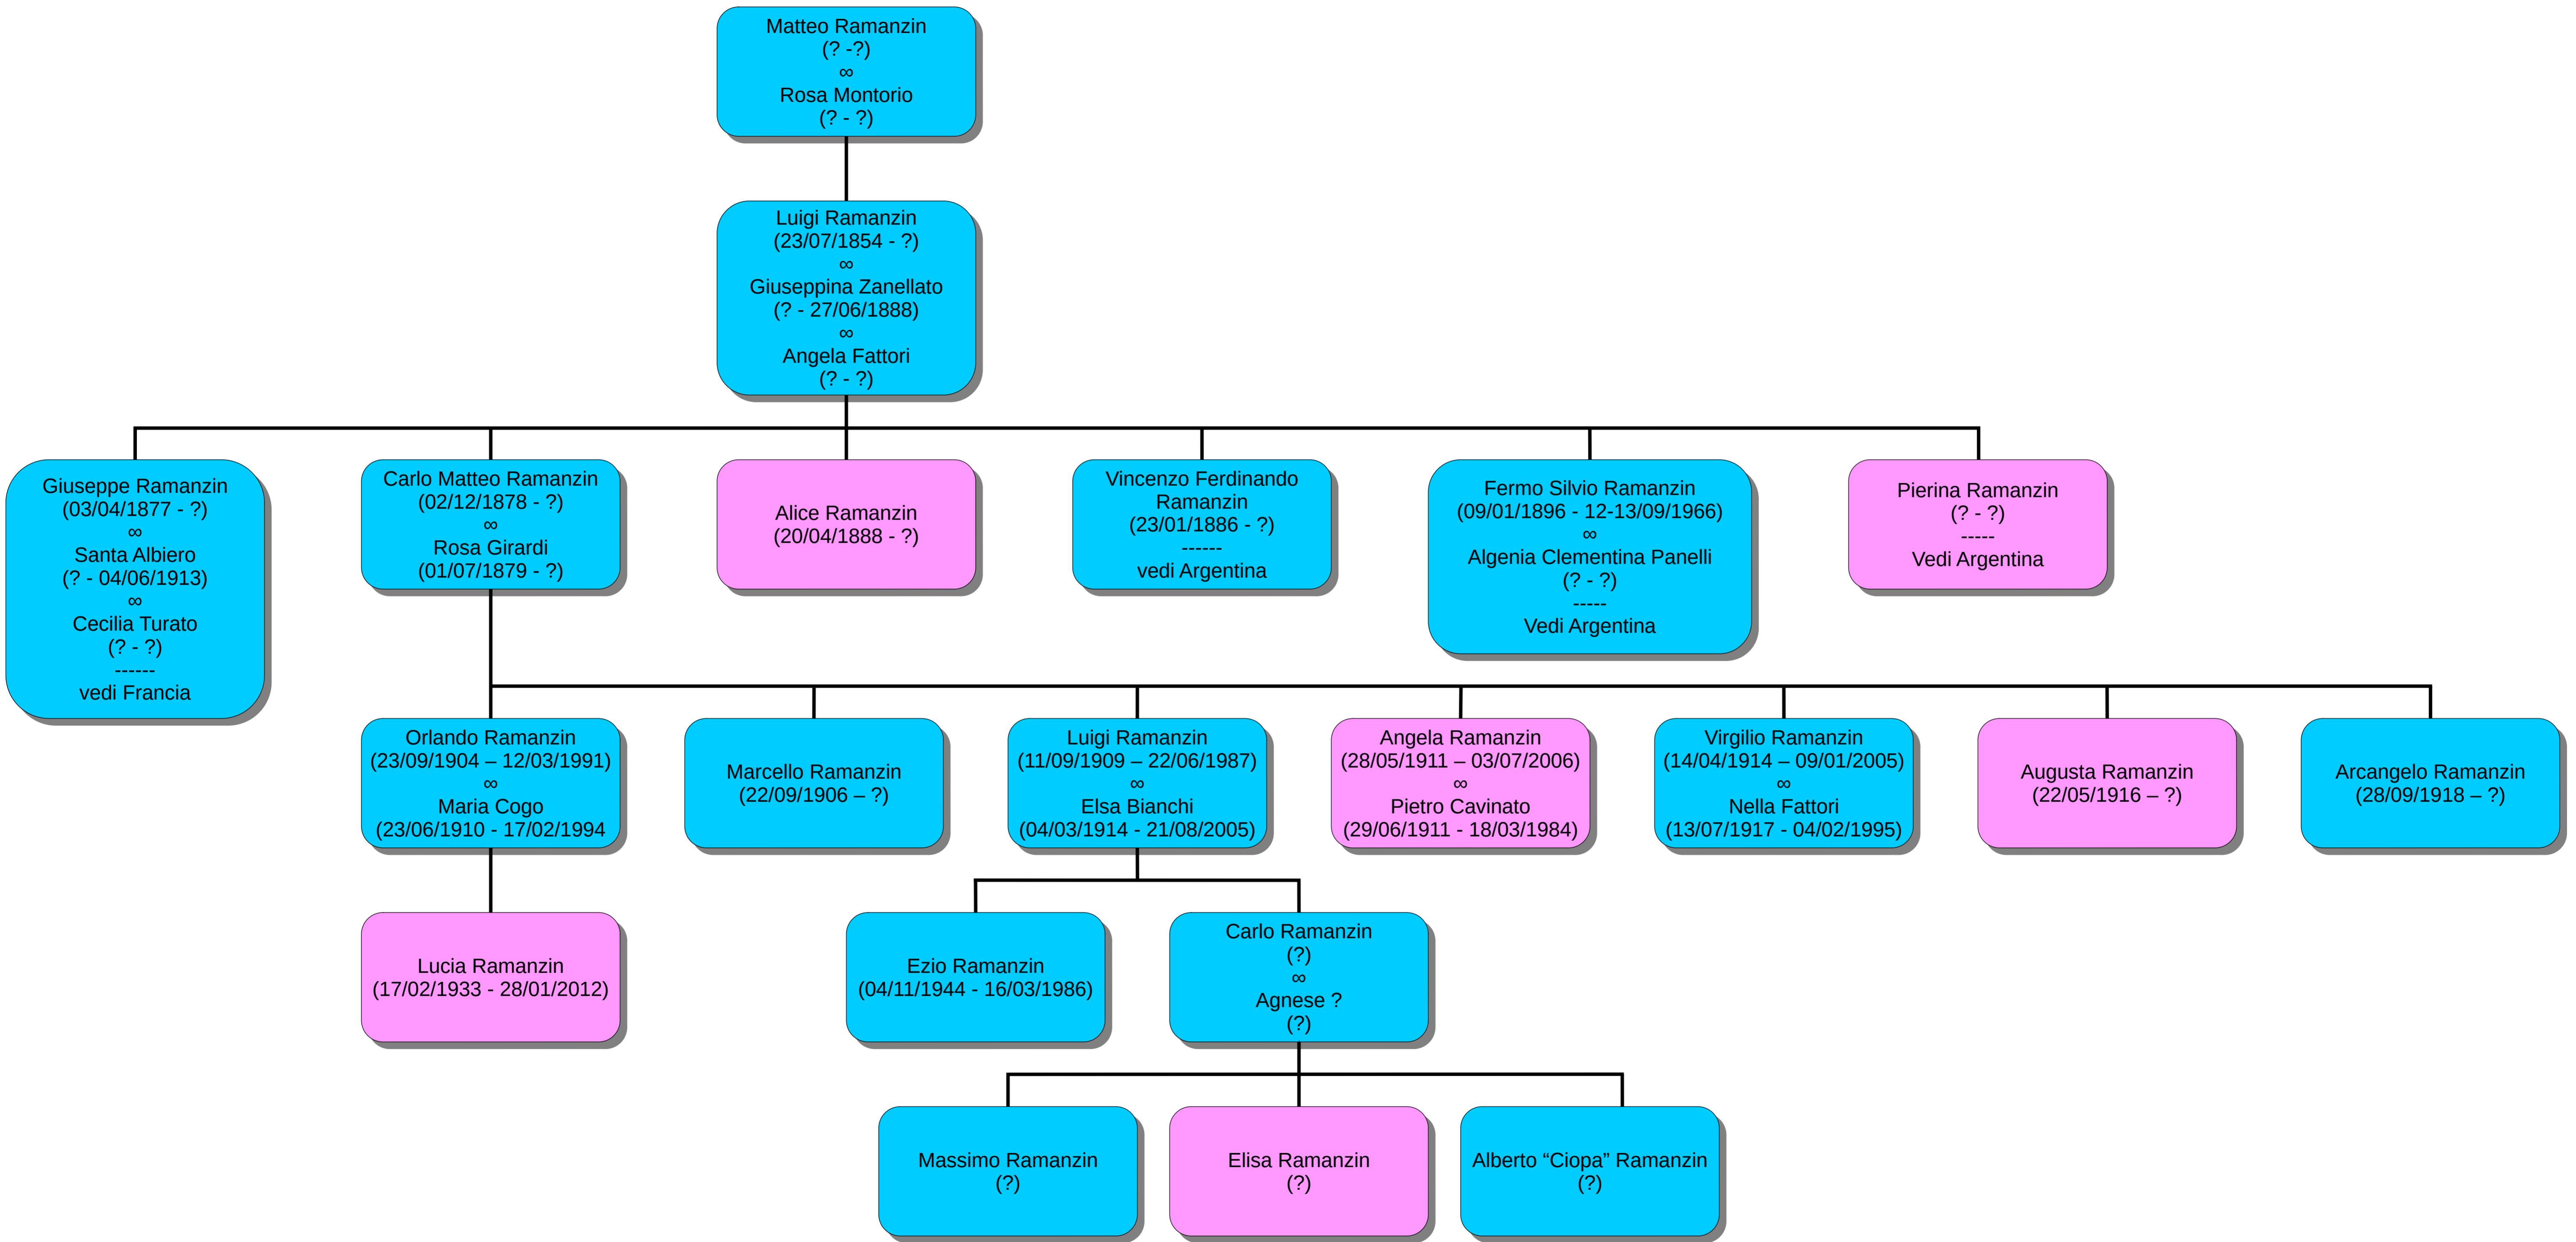 Matteo Ramanzin
(? -?)
∞
Rosa Montorio
(? - ?)
Luigi Ramanzin
(23/07/1854 - ?)
∞
Giuseppina Zanellato
(? - 27/06/1888)
∞
Angela Fattori
(? - ?)
Giuseppe Ramanzin
(03/04/1877 - ?)
∞
Santa Albiero
(? - 04/06/1913)
∞
Cecilia Turato
(? - ?)
------
vedi Francia
Carlo Matteo Ramanzin
(02/12/1878 - ?)
∞
Rosa Girardi
(01/07/1879 - ?)
Alice Ramanzin
(20/04/1888 - ?)
Vincenzo Ferdinando
Ramanzin
(23/01/1886 - ?)
------
vedi Argentina
Fermo Silvio Ramanzin
(09/01/1896 - 12-13/09/1966)
∞
Algenia Clementina Panelli
(? - ?)
-----
Vedi Argentina
Pierina Ramanzin
(? - ?)
-----
Vedi Argentina
Orlando Ramanzin
(23/09/1904 – 12/03/1991)
∞
Maria Cogo
(23/06/1910 - 17/02/1994
Marcello Ramanzin
(22/09/1906 – ?)
Luigi Ramanzin
(11/09/1909 – 22/06/1987)
∞
Elsa Bianchi
(04/03/1914 - 21/08/2005)
Angela Ramanzin
(28/05/1911 – 03/07/2006)
∞
Pietro Cavinato
(29/06/1911 - 18/03/1984)
Virgilio Ramanzin
(14/04/1914 – 09/01/2005)
∞
Nella Fattori
(13/07/1917 - 04/02/1995)
Augusta Ramanzin
(22/05/1916 – ?)
Arcangelo Ramanzin
(28/09/1918 – ?)
Lucia Ramanzin
(17/02/1933 - 28/01/2012)
Ezio Ramanzin
(04/11/1944 - 16/03/1986)
Carlo Ramanzin
(?)
∞
Agnese ?
(?)
Massimo Ramanzin
(?)
Elisa Ramanzin
(?)
Alberto “Ciopa” Ramanzin
(?)